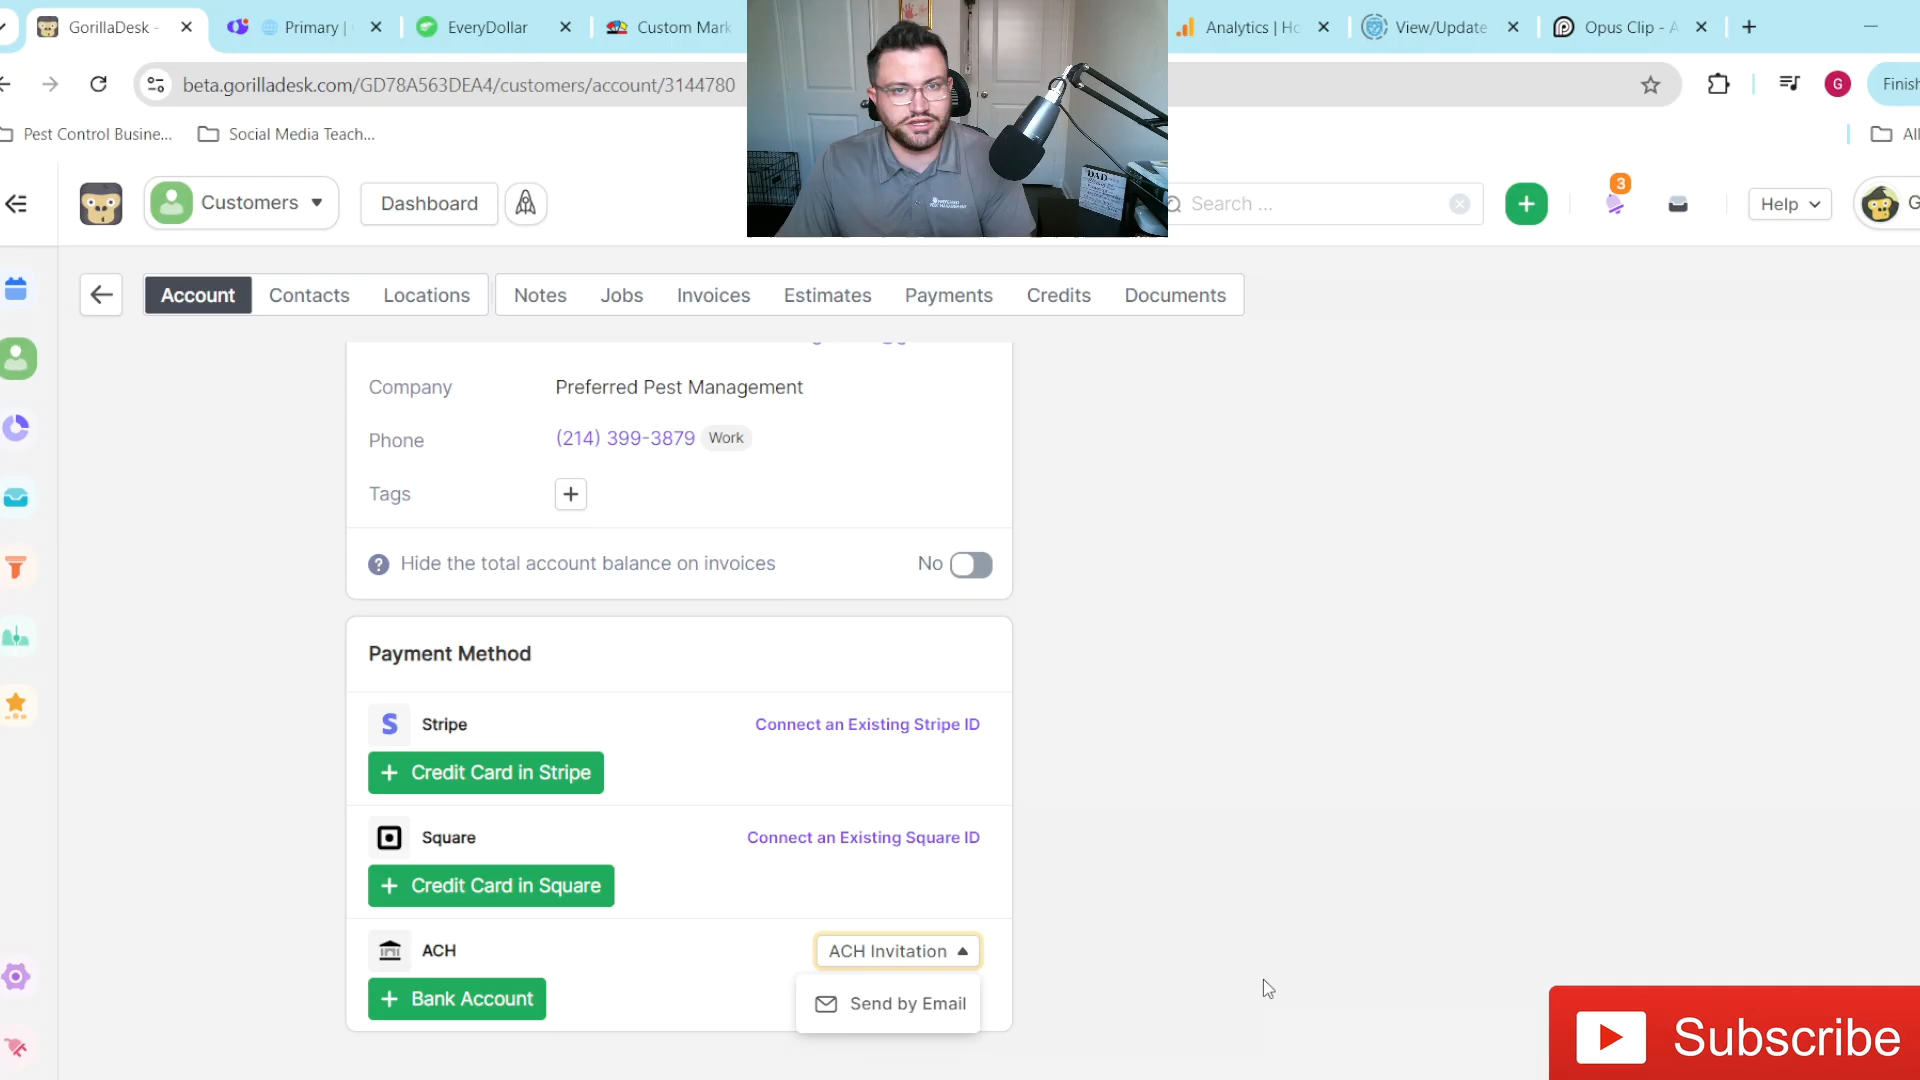 GorillaDesk -
Primary |
EveryDollar
Custom Mark
Analytics | Ho
View/Update
Opus Clip - A
beta.gorilladesk.com/GD78A563DEA4/customers/account/3144780
G
Finish
Pest Control Busine...
Social Media Teach...
All
DAD
Customers
Dashboard
Search ...
3
Help
G
Account
Contacts
Locations
Notes
Jobs
Invoices
Estimates
Payments
Credits
Documents
Company
Preferred Pest Management
Phone
(214) 399-3879
Work
Tags
Hide the total account balance on invoices
No
Payment Method
Stripe
Connect an Existing Stripe ID
+ Credit Card in Stripe
Square
Connect an Existing Square ID
+ Credit Card in Square
ACH
ACH Invitation
+ Bank Account
Send by Email
Subscribe